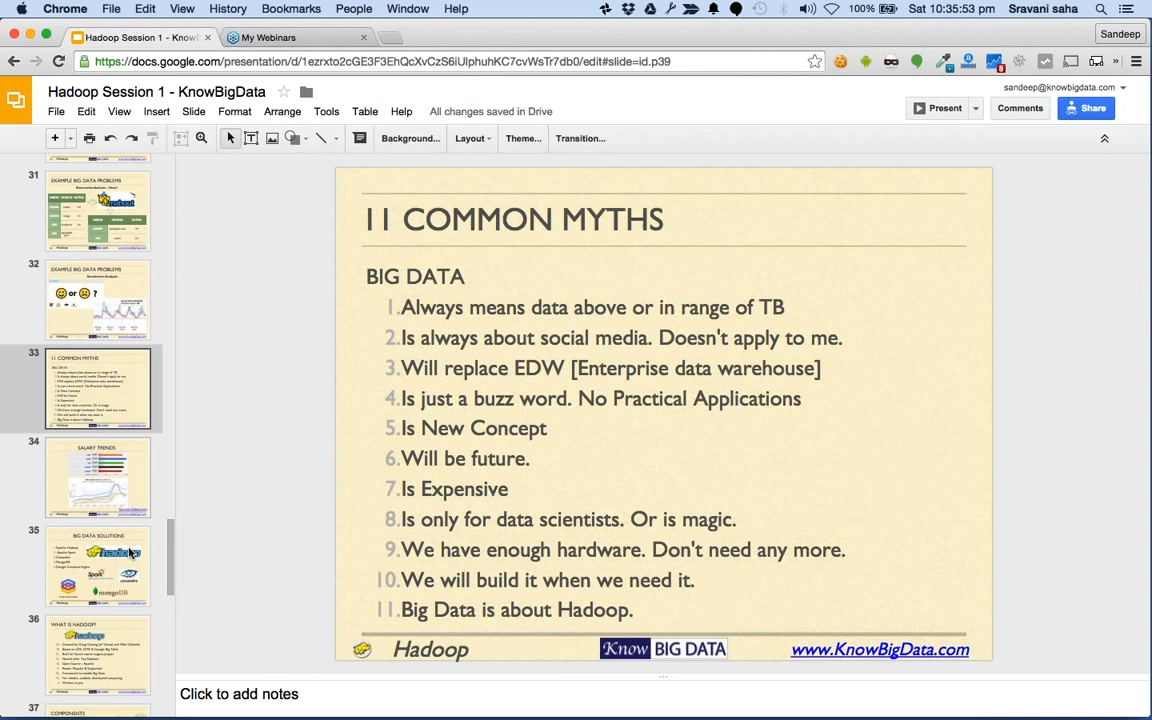 Chrome File Edit View History Bookmarks People Window Help 100% Sat 10:35:53 pm Sravani saha
Hadoop Session 1 - Know My Webinars Sandeep
https://docs.google.com/presentation/d/1ezrxto2cGE3F3EhQcXvCzS6iUlphuhKC7cvWsTr7db0/edit#slide=id.p39
Hadoop Session 1 - KnowBigData sandeep@knowbigdata.com
File Edit View Insert Slide Format Arrange Tools Table Help All changes saved in Drive Present Comments Share
Background... Layout Theme... Transition...
31
EXAMPLE BIG DATA PROBLEMS
mahout
32
EXAMPLE BIG DATA PROBLEMS
or ?
33
11 COMMON MYTHS
34
SALARY TRENDS
35
BIG DATA SOLUTIONS
hadoop
Spark
cassandra
mongoDB
36
WHAT IS HADOOP?
hadoop
37
COMPONENTS
11 COMMON MYTHS
BIG DATA
1.Always means data above or in range of TB
2.Is always about social media. Doesn't apply to me.
3.Will replace EDW [Enterprise data warehouse]
4.Is just a buzz word. No Practical Applications
5.Is New Concept
6.Will be future.
7.Is Expensive
8.Is only for data scientists. Or is magic.
9.We have enough hardware. Don't need any more.
10.We will build it when we need it.
11.Big Data is about Hadoop.
Hadoop Know BIG DATA www.KnowBigData.com
Click to add notes